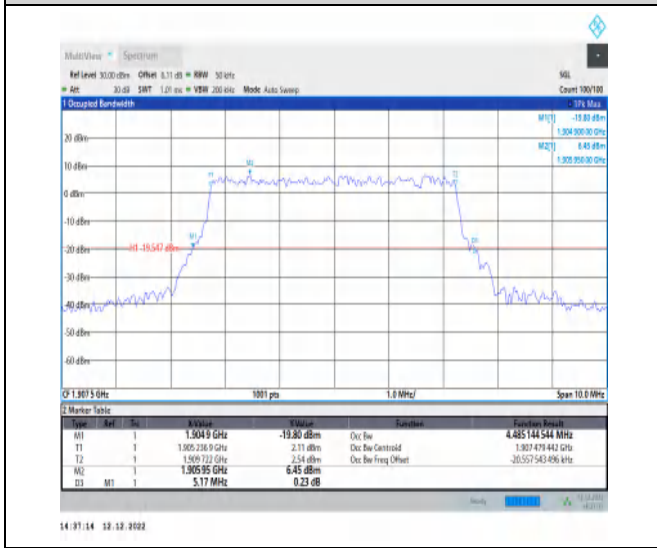 MultiView Spectrum
Ref Level 30.00 dBm Offset 8.11 dB RBW 50 kHz SGL
Att 30 dB SWT 1.01 ms VBW 200 kHz Mode Auto Sweep Count 100/100
1 Occupied Bandwidth 1Pk Max
M1[1] -19.80 dBm
1.904 900 00 GHz
M2[1] 6.45 dBm
1.905 950 00 GHz
20 dBm
10 dBm
M2
T1
T2
0 dBm
-10 dBm
M1
D3
-20 dBm
H1 -19.547 dBm
-30 dBm
-40 dBm
-50 dBm
-60 dBm
CF 1.907 5 GHz 1001 pts 1.0 MHz/ Span 10.0 MHz
2 Marker Table
Type Ref Trc X-Value Y-Value Function Function Result
M1 1 1.904 9 GHz -19.80 dBm Occ Bw 4.485 144 544 MHz
T1 1 1.905 236 9 GHz 2.11 dBm Occ Bw Centroid 1.907 479 442 GHz
T2 1 1.909 722 GHz 2.54 dBm Occ Bw Freq Offset -20.557 543 496 kHz
M2 1 1.905 95 GHz 6.45 dBm
D3 M1 1 5.17 MHz 0.23 dB
Ready
14:37:14 12.12.2022